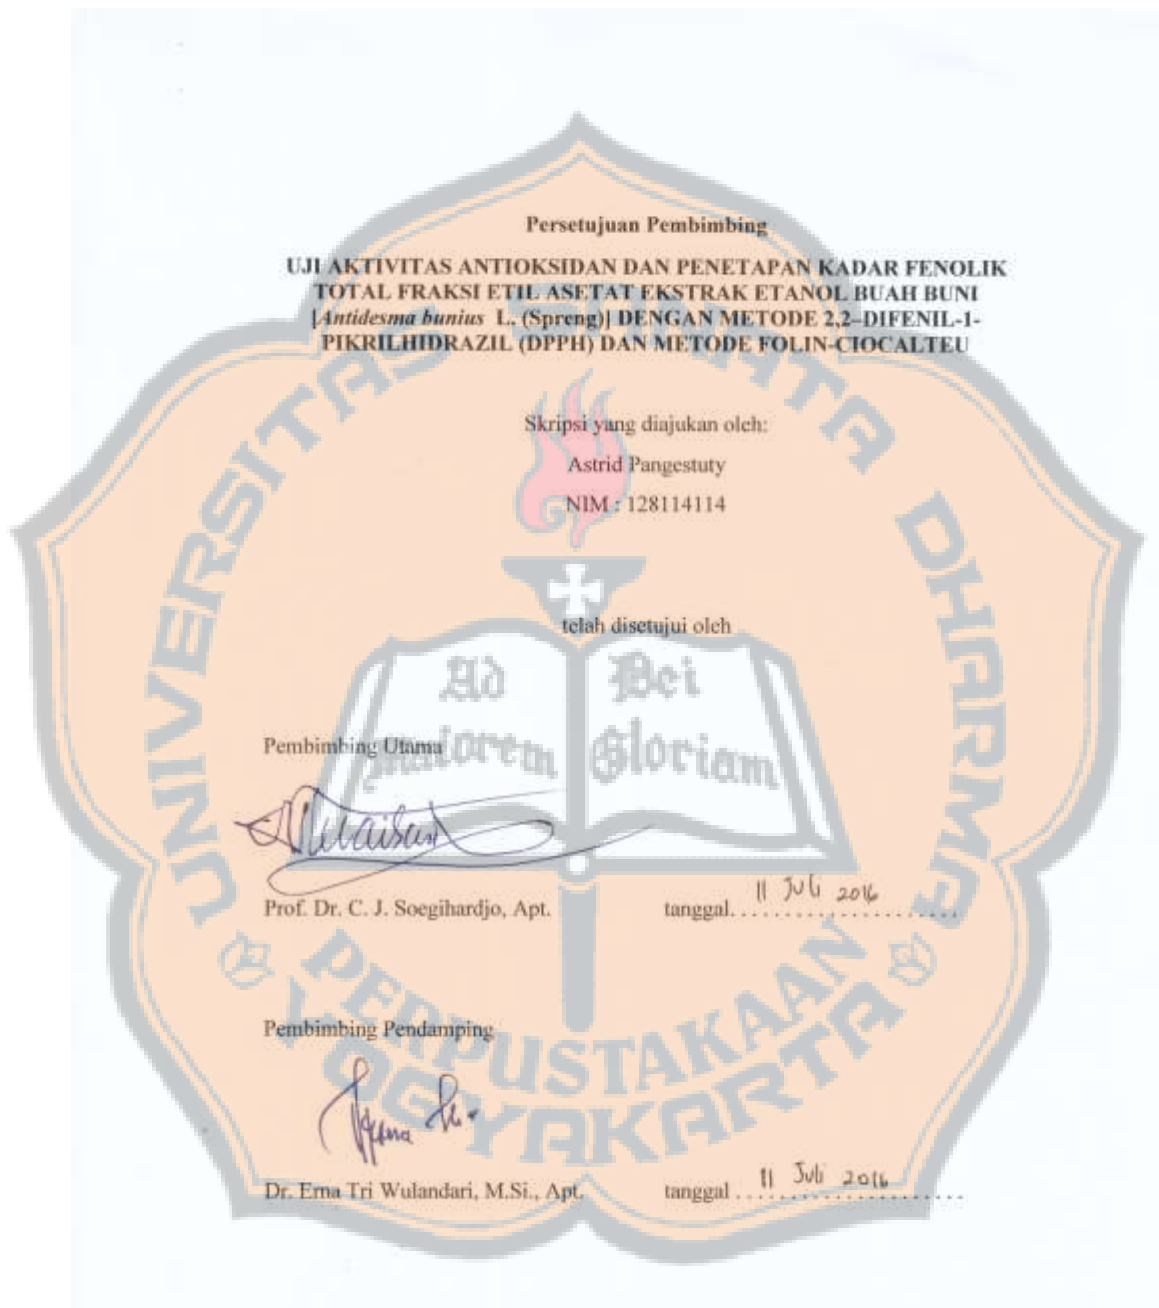 Persetujuan Pembimbing
UJI AKTIVITAS ANTIOKSIDAN DAN PENETAPAN KADAR FENOLIK
TOTAL FRAKSI ETIL ASETAT EKSTRAK ETANOL BUAH BUNI
[Antidesma bunius L. (Spreng)] DENGAN METODE 2,2–DIFENIL-1-
PIKRILHIDRAZIL (DPPH) DAN METODE FOLIN-CIOCALTEU
Skripsi yang diajukan oleh:
Astrid Pangestuty
NIM : 128114114
telah disetujui oleh
Pembimbing Utama
Prof. Dr. C. J. Soegihardjo, Apt.
tanggal. 11 Juli 2016
Pembimbing Pendamping
Dr. Erna Tri Wulandari, M.Si., Apt.
tanggal 11 Juli 2016
UNIVERSITAS SANATA DHARMA
Ad Dei
maiorem Gloriam
PERPUSTAKAAN
YOGYAKARTA